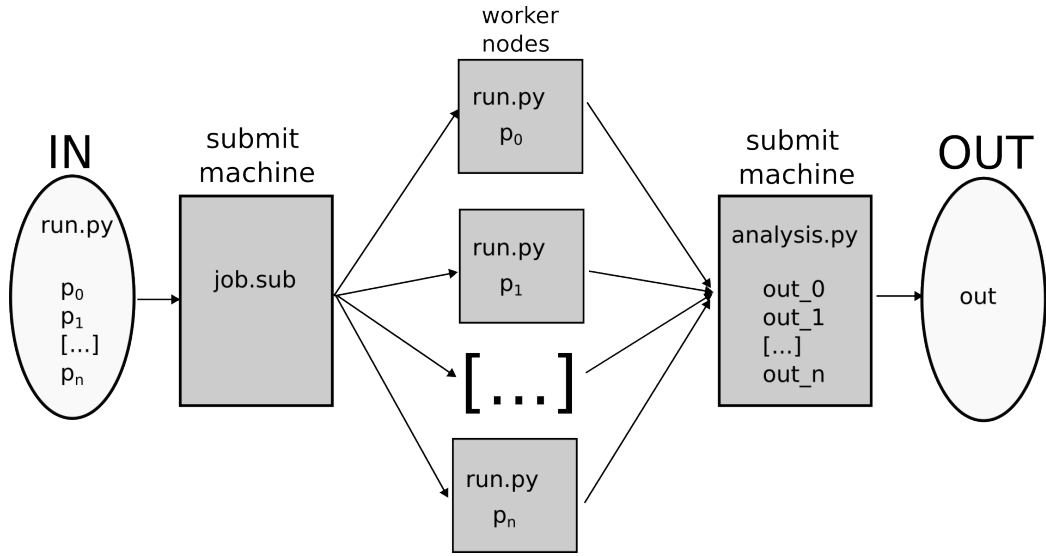 IN
run.py
p₀
p₁
[...]
pₙ
submit
machine
job.sub
worker
nodes
run.py
p₀
run.py
p₁
[...]
run.py
pₙ
submit
machine
analysis.py
out_0
out_1
[...]
out_n
OUT
out